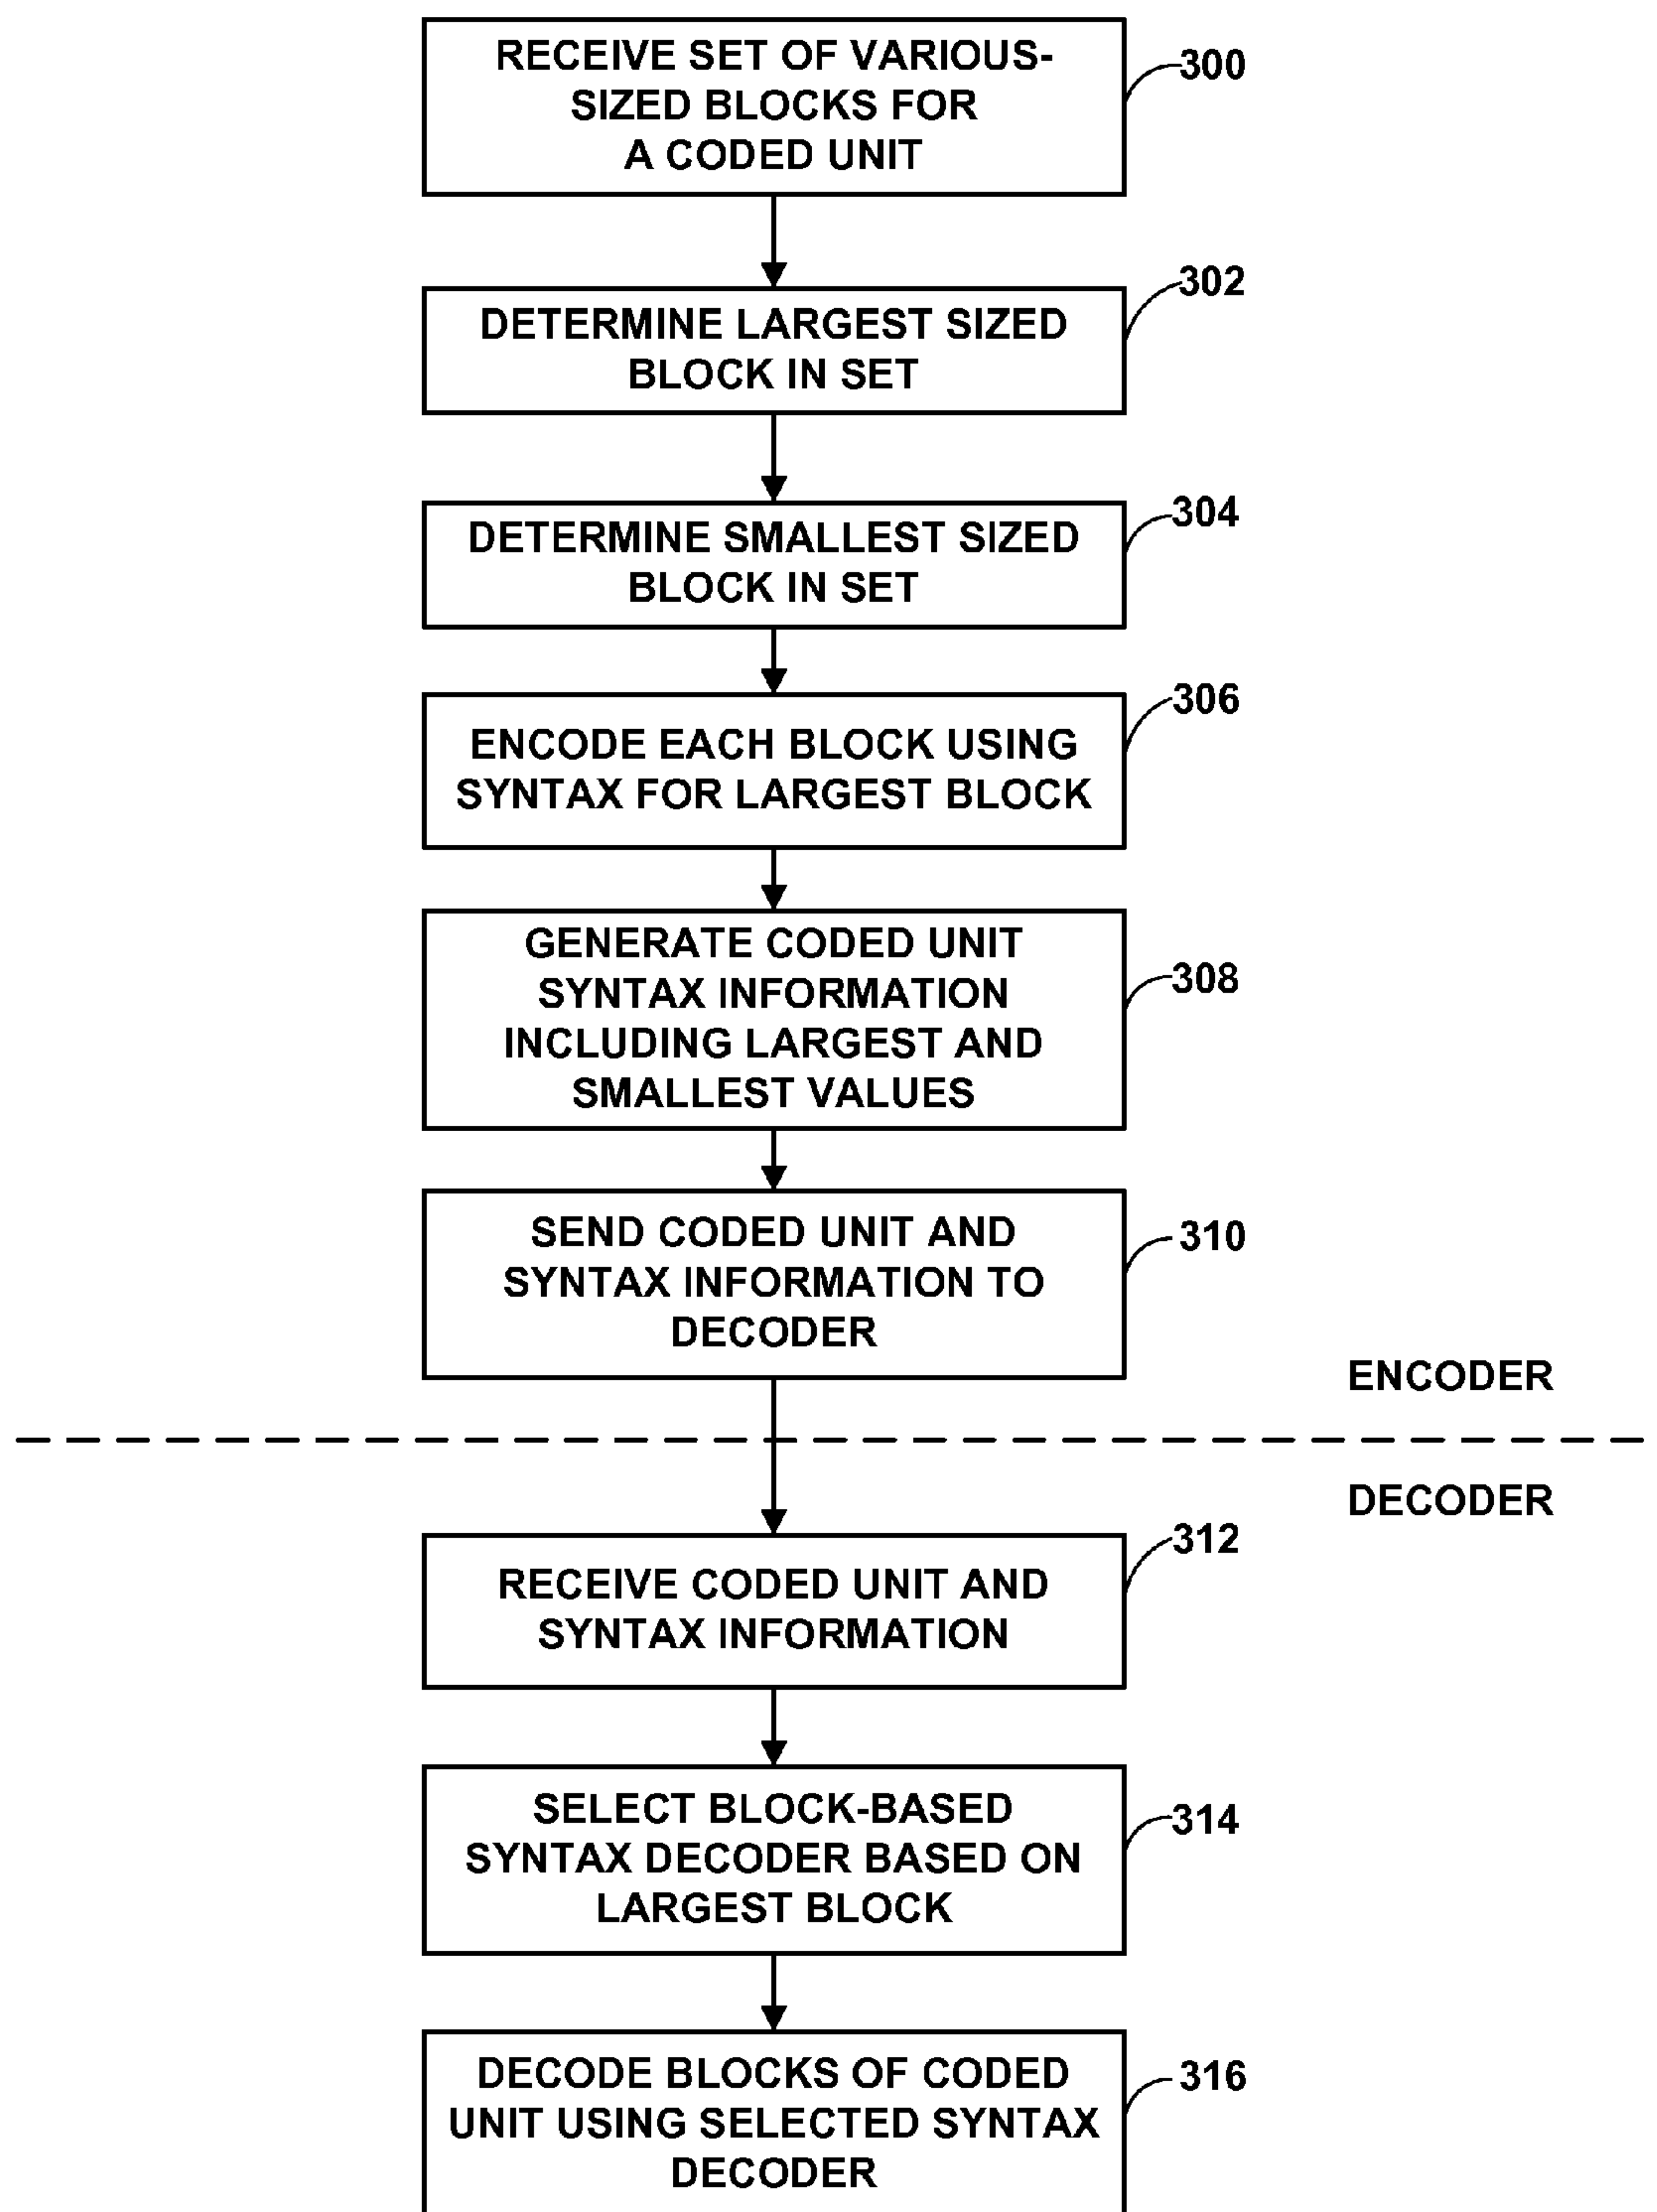 RECEIVE SET OF VARIOUS-
SIZED BLOCKS FOR
A CODED UNIT
300
DETERMINE LARGEST SIZED
BLOCK IN SET
302
DETERMINE SMALLEST SIZED
BLOCK IN SET
304
ENCODE EACH BLOCK USING
SYNTAX FOR LARGEST BLOCK
306
GENERATE CODED UNIT
SYNTAX INFORMATION
INCLUDING LARGEST AND
SMALLEST VALUES
308
SEND CODED UNIT AND
SYNTAX INFORMATION TO
DECODER
310
ENCODER
DECODER
RECEIVE CODED UNIT AND
SYNTAX INFORMATION
312
SELECT BLOCK-BASED
SYNTAX DECODER BASED ON
LARGEST BLOCK
314
DECODE BLOCKS OF CODED
UNIT USING SELECTED SYNTAX
DECODER
316